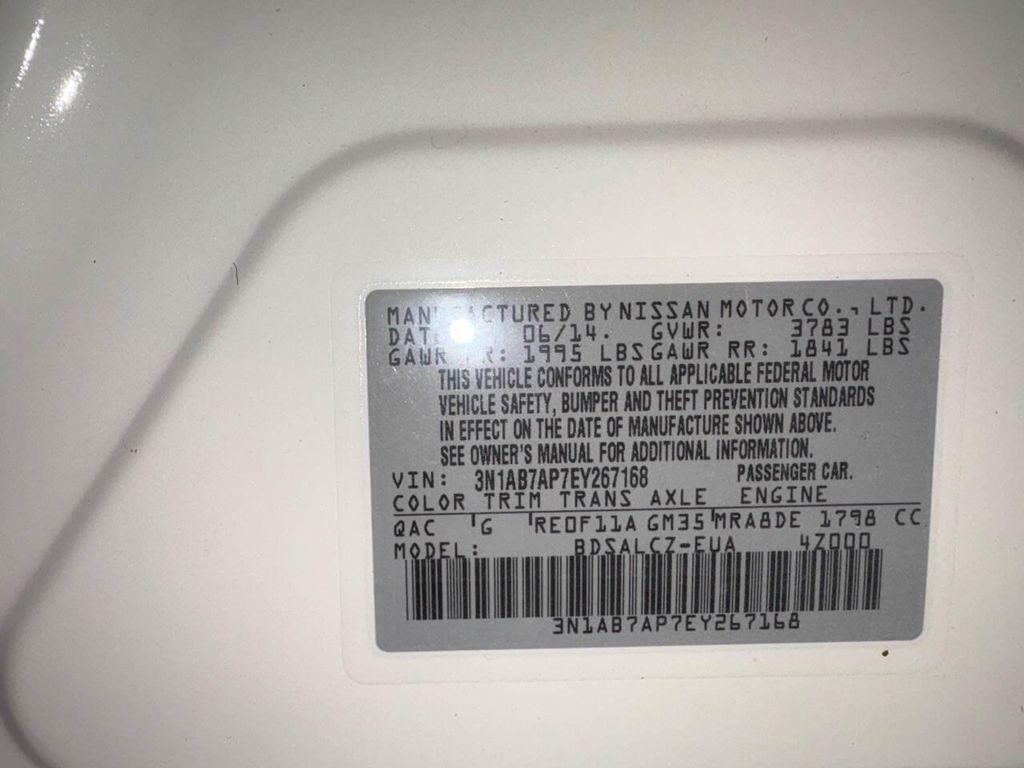 MANUFACTURED BY NISSAN MOTOR CO., LTD.
DATE 06/14. GVWR: 3783 LBS
GAWR FR: 1995 LBS GAWR RR: 1841 LBS
THIS VEHICLE CONFORMS TO ALL APPLICABLE FEDERAL MOTOR
VEHICLE SAFETY, BUMPER AND THEFT PREVENTION STANDARDS
IN EFFECT ON THE DATE OF MANUFACTURE SHOWN ABOVE.
SEE OWNER'S MANUAL FOR ADDITIONAL INFORMATION.
VIN: 3N1AB7AP7EY267168 PASSENGER CAR.
COLOR TRIM TRANS AXLE ENGINE
QAC G RE0F11A GM35 MRA8DE 1798 CC
MODEL: BDSALCZ-EUA 4Z000
3N1AB7AP7EY267168